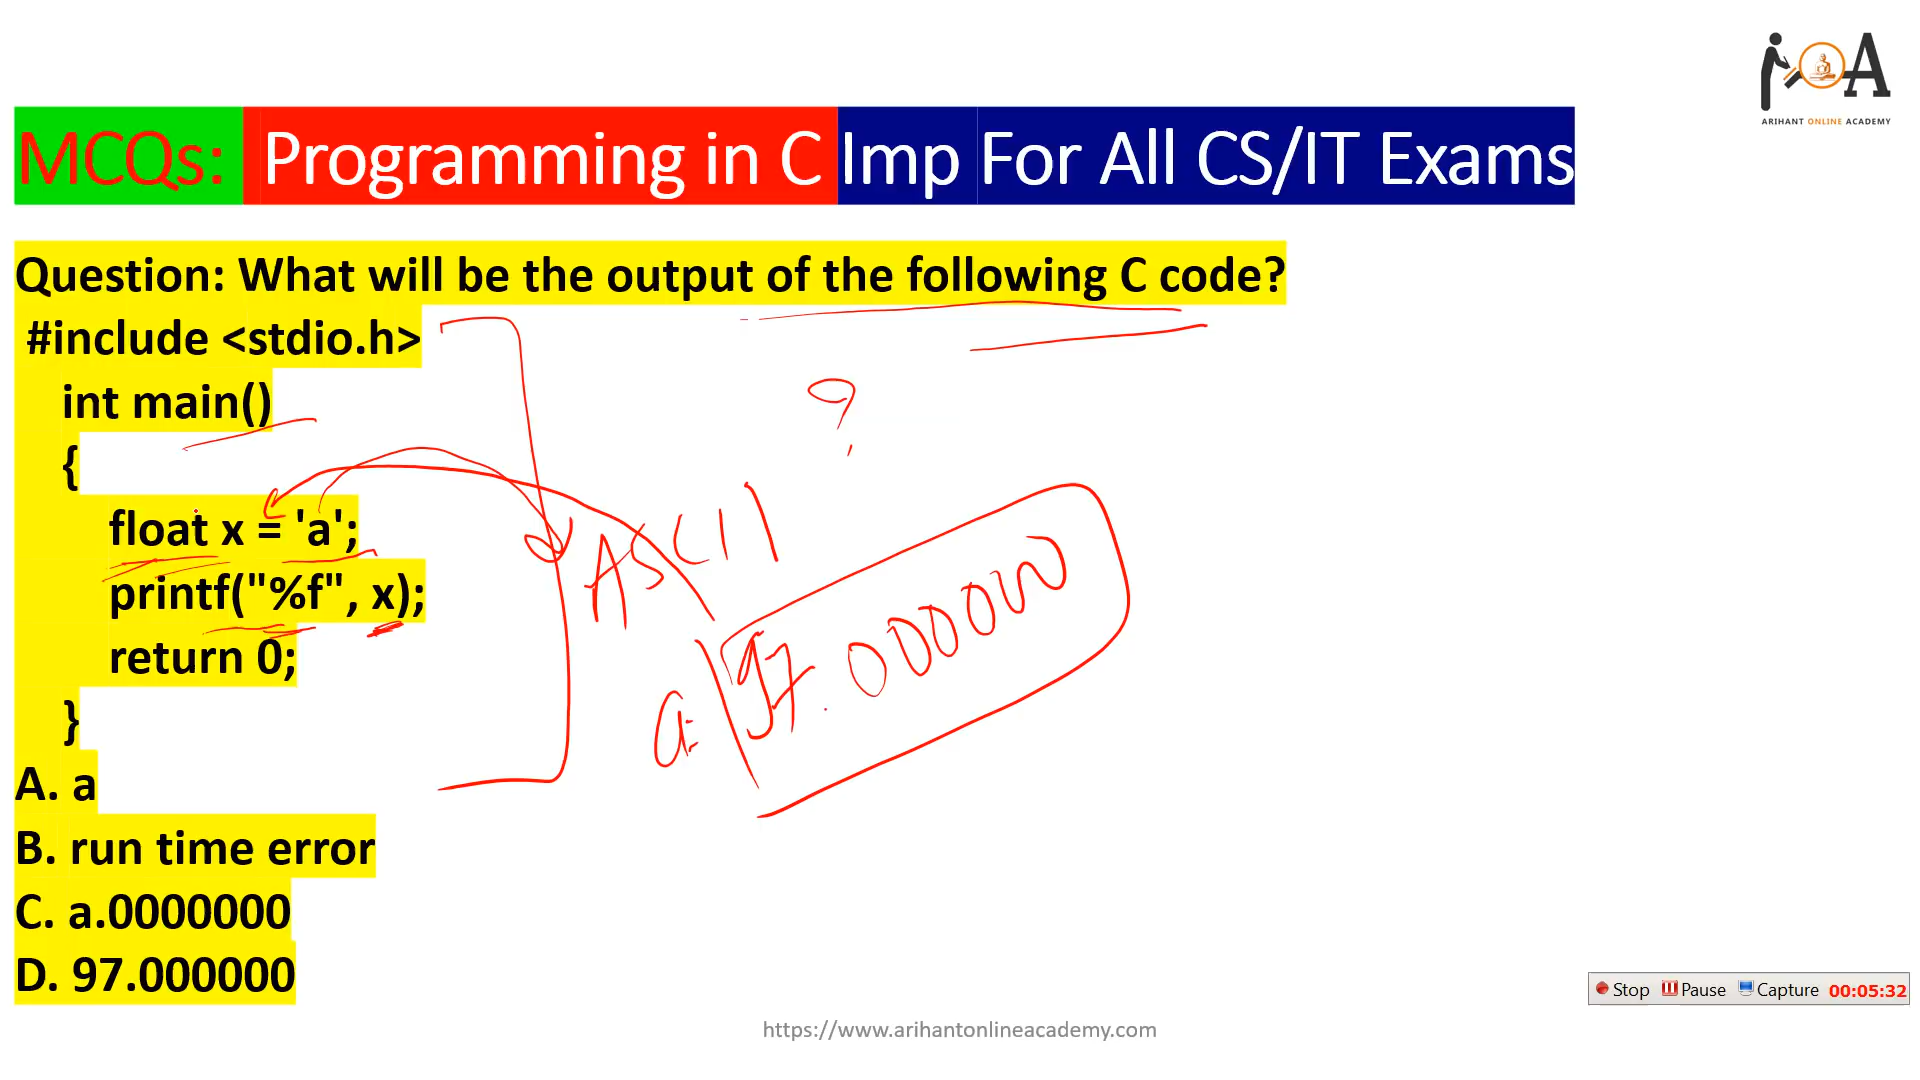 ARIHANT ONLINE ACADEMY
MCQs: Programming in C Imp For All CS/IT Exams
Question: What will be the output of the following C code?
#include <stdio.h>
int main()
{
float x = 'a';
printf("%f", x);
return 0;
}
A. a
B. run time error
C. a.0000000
D. 97.000000
?
ASCII
a: 97.000000
Stop Pause Capture 00:05:32
https://www.arihantonlineacademy.com